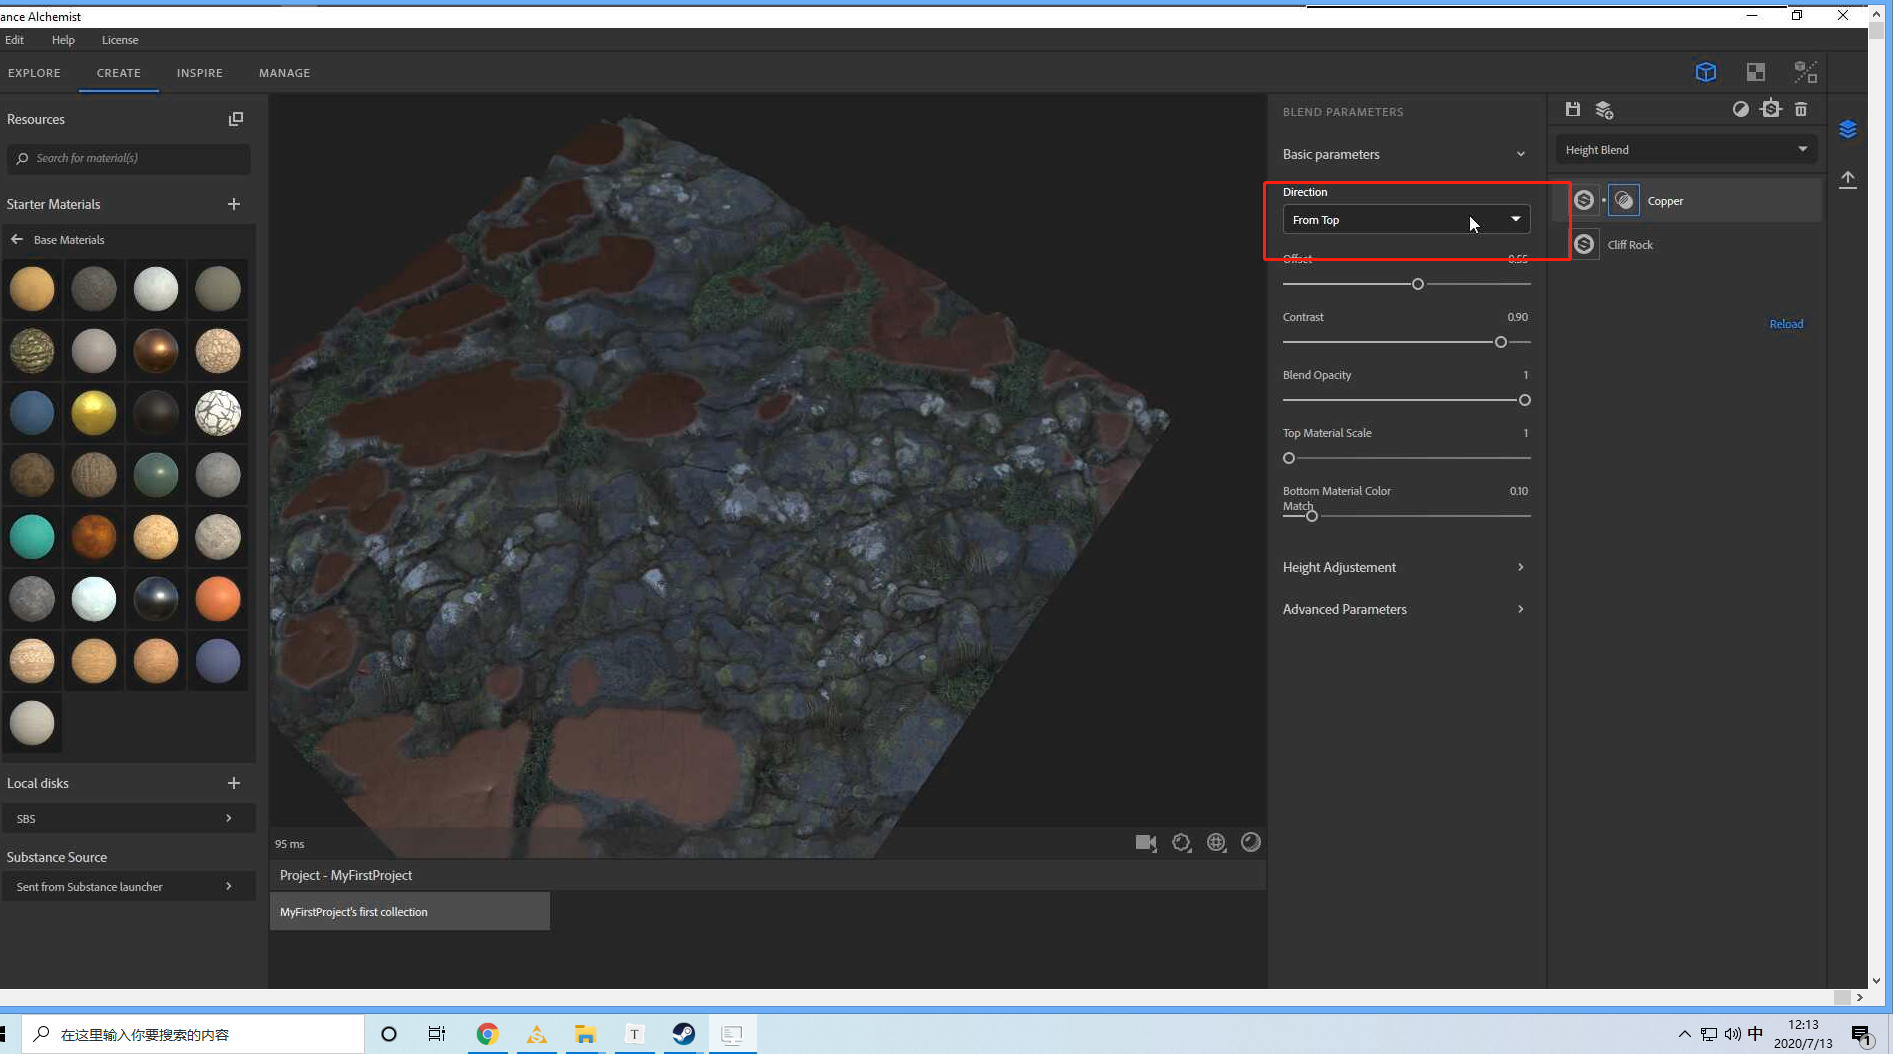 ance Alchemist
Edit Help License
EXPLORE CREATE INSPIRE MANAGE
Resources
Search for material(s)
Starter Materials
Base Materials
Local disks
SBS
Substance Source
Sent from Substance launcher
95 ms
Project - MyFirstProject
MyFirstProject's first collection
BLEND PARAMETERS
Basic parameters
Direction
From Top
Offset 0.55
Contrast 0.90
Blend Opacity 1
Top Material Scale 1
Bottom Material Color 0.10
Match
Height Adjustement
Advanced Parameters
Height Blend
Copper
Cliff Rock
Reload
在这里输入你要搜索的内容
T
中
12:13
2020/7/13
1